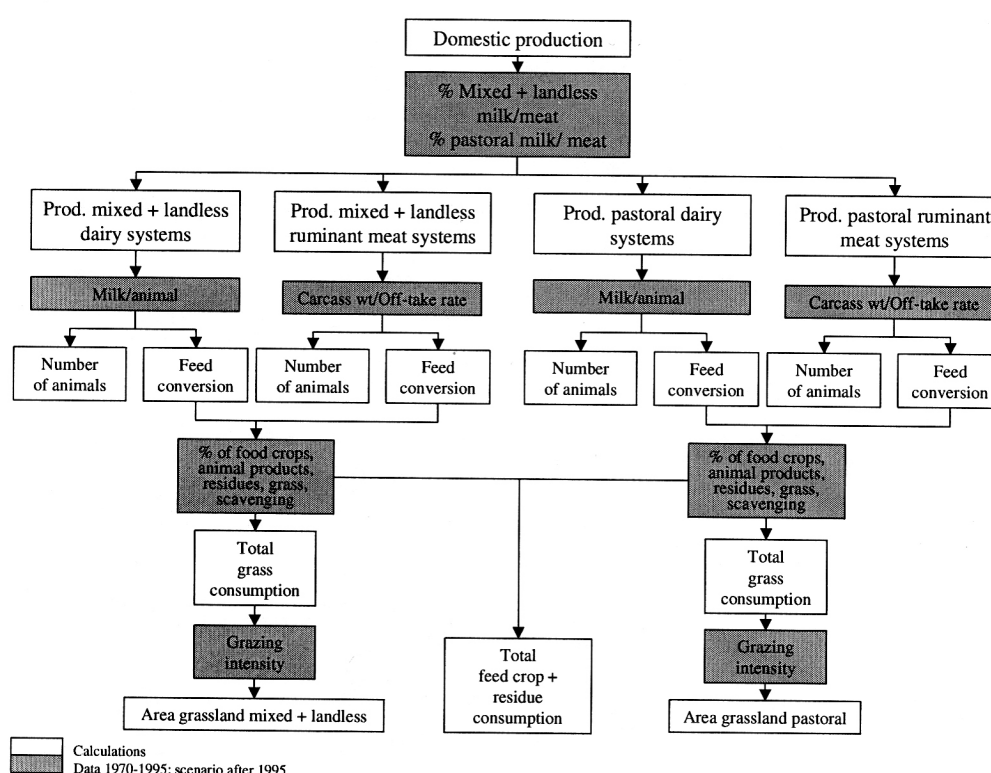 Domestic production
% Mixed + landless
milk/meat
% pastoral milk/ meat
Prod. mixed + landless
dairy systems
Prod. mixed + landless
ruminant meat systems
Prod. pastoral dairy
systems
Prod. pastoral ruminant
meat systems
Milk/animal
Carcass wt/Off-take rate
Milk/animal
Carcass wt/Off-take rate
Number
of animals
Feed
conversion
Number
of animals
Feed
conversion
Number
of animals
Feed
conversion
Number
of animals
Feed
conversion
% of food crops,
animal products,
residues, grass,
scavenging
% of food crops,
animal products,
residues, grass,
scavenging
Total
grass
consumption
Total
grass
consumption
Grazing
intensity
Total
feed crop +
residue
consumption
Grazing
intensity
Area grassland mixed + landless
Area grassland pastoral
Calculations
Data 1970-1995; scenario after 1995